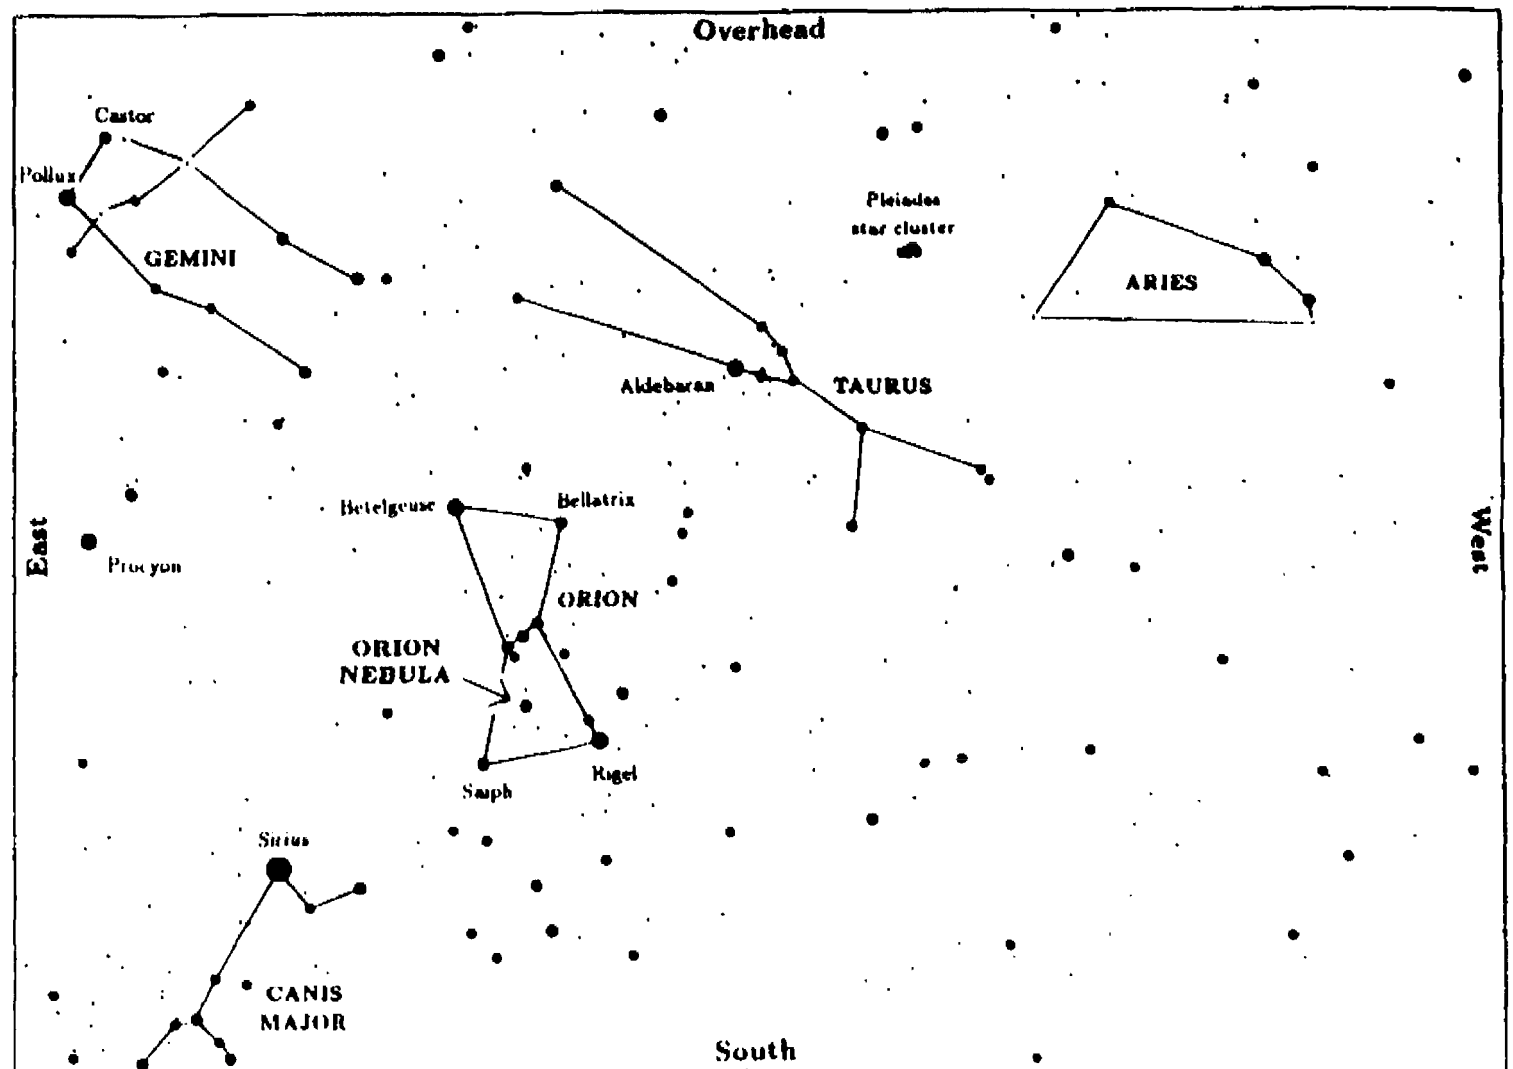 Overhead
Castor
Pollux
GEMINI
Pleiades
star cluster
ARIES
Aldebaran
TAURUS
Betelgeuse
Bellatrix
East
West
Procyon
ORION
ORION
NEBULA
Rigel
Saiph
Sirius
CANIS
MAJOR
South